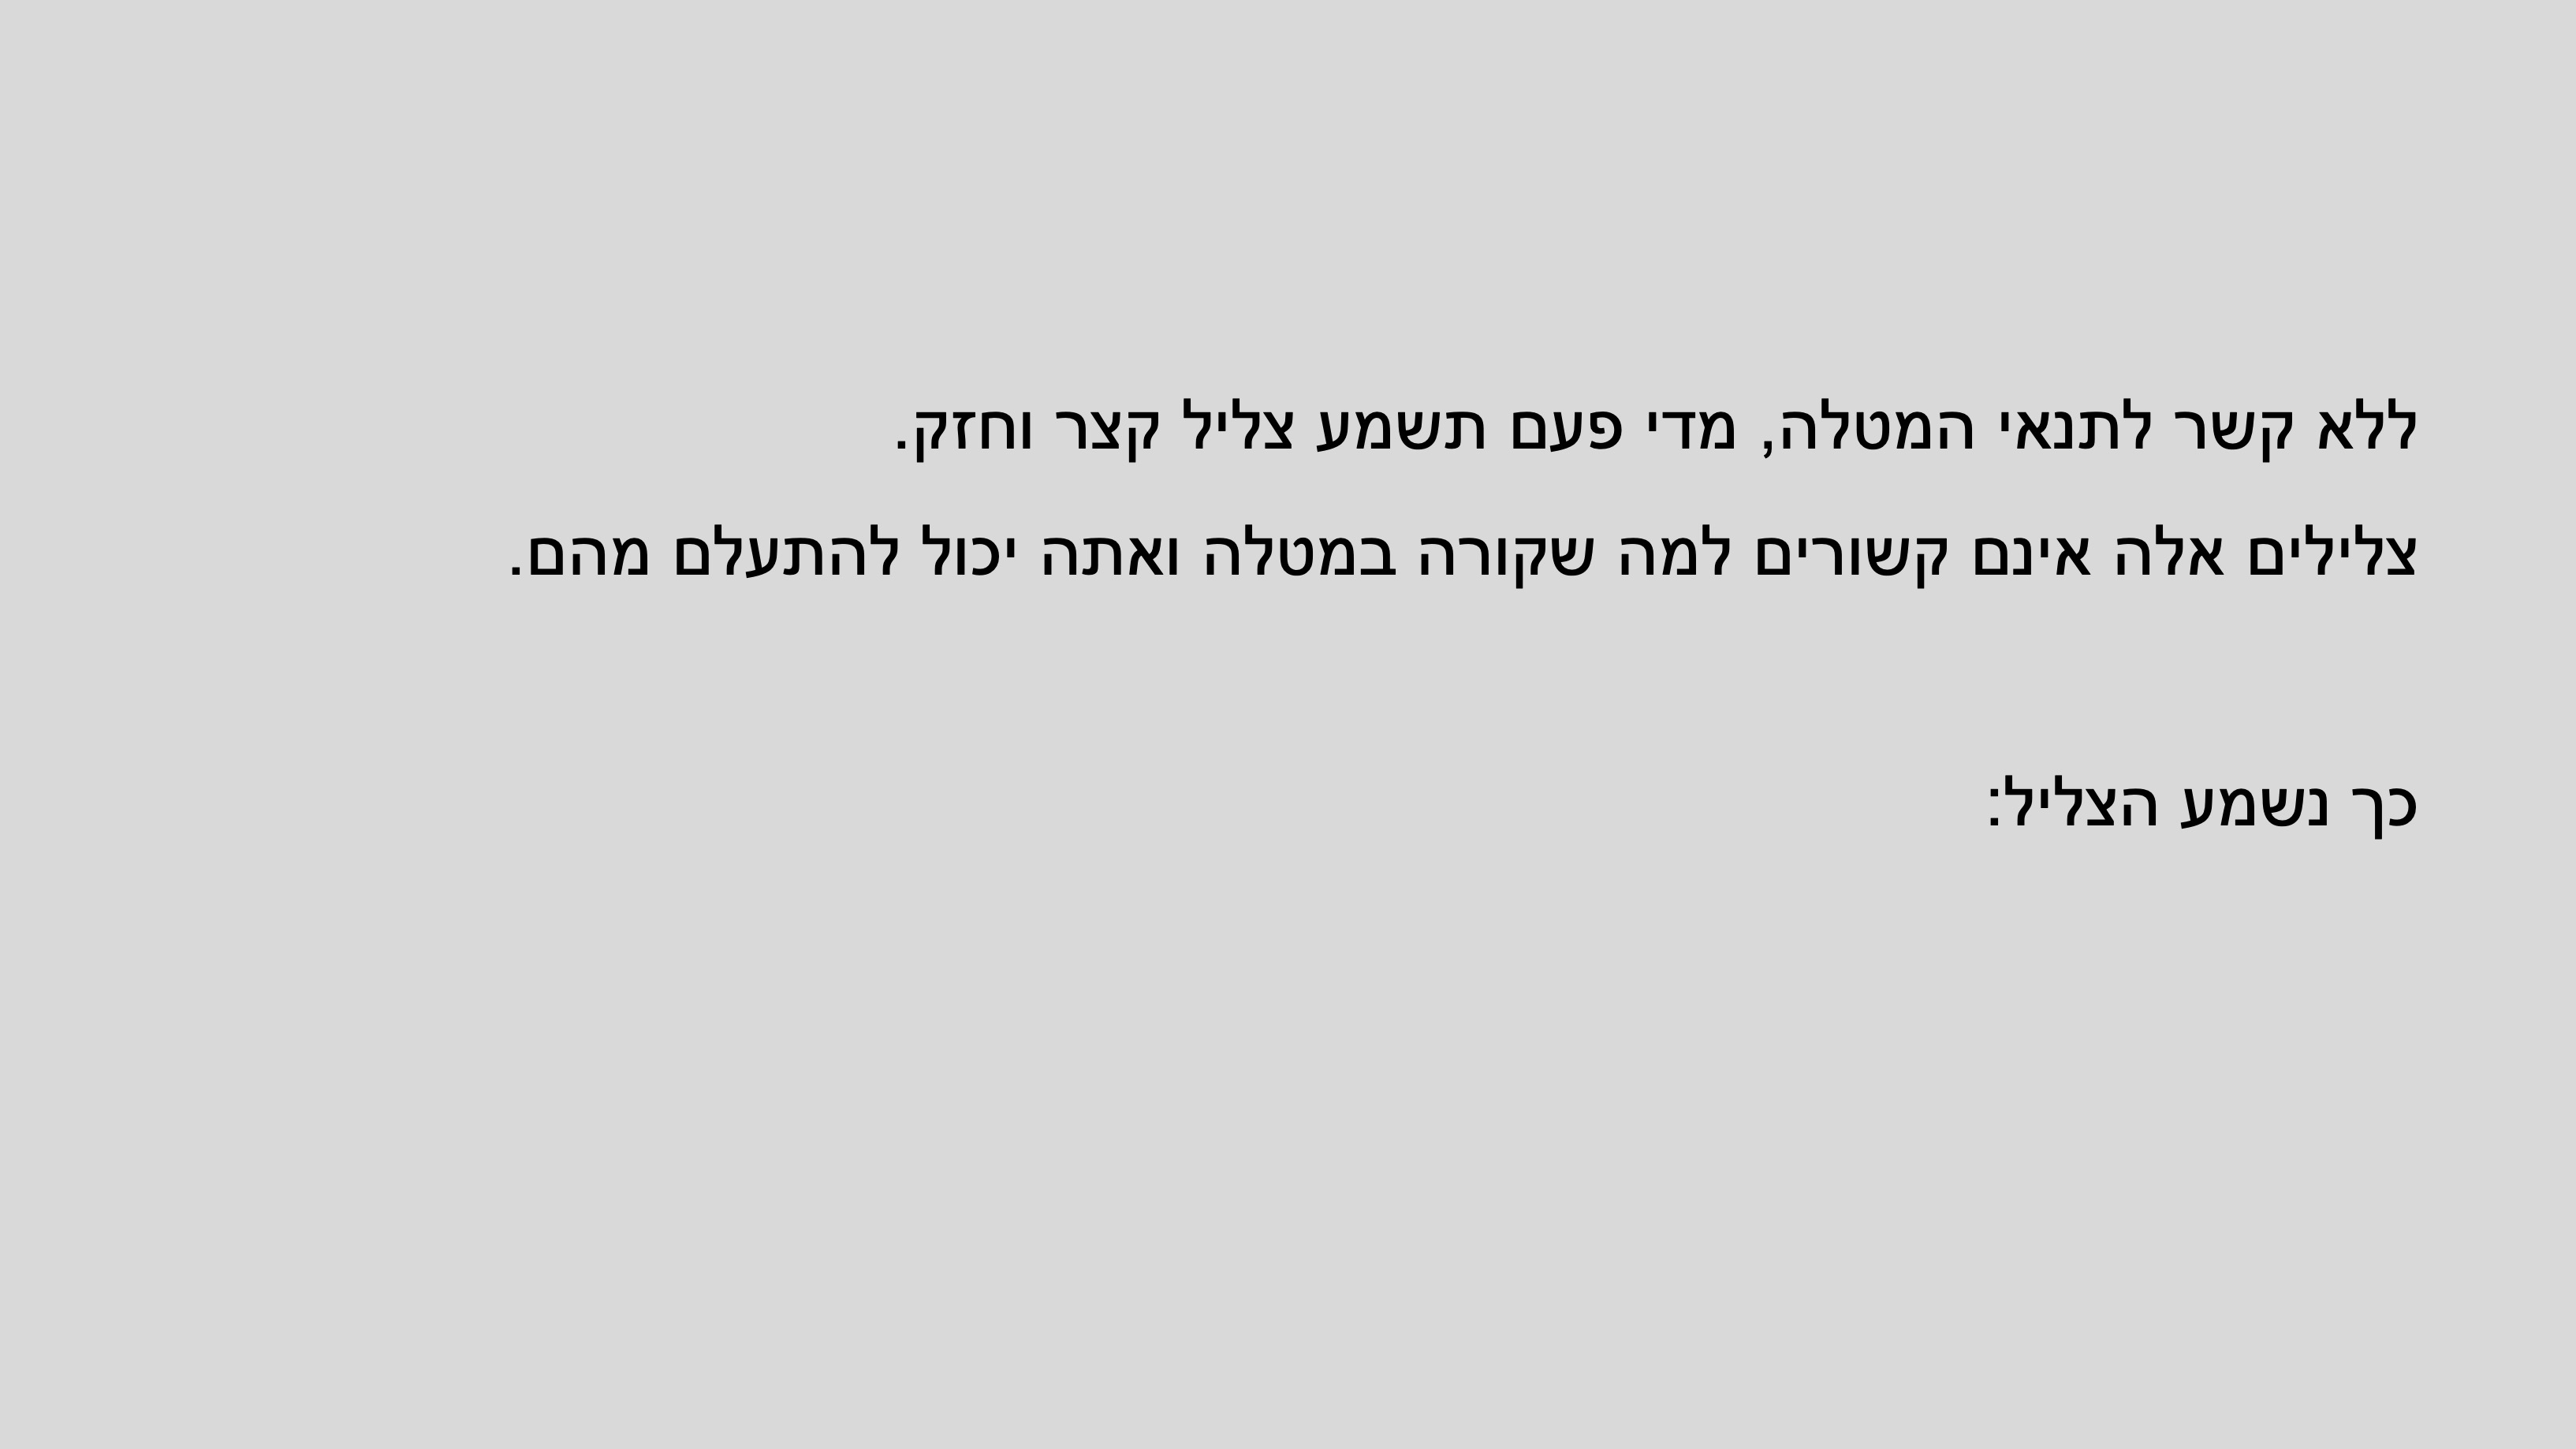 ללא קשר לתנאי המטלה, מדי פעם תשמע צליל קצר וחזק.
צלילים אלה אינם קשורים למה שקורה במטלה ואתה יכול להתעלם מהם.
כך נשמע הצליל: